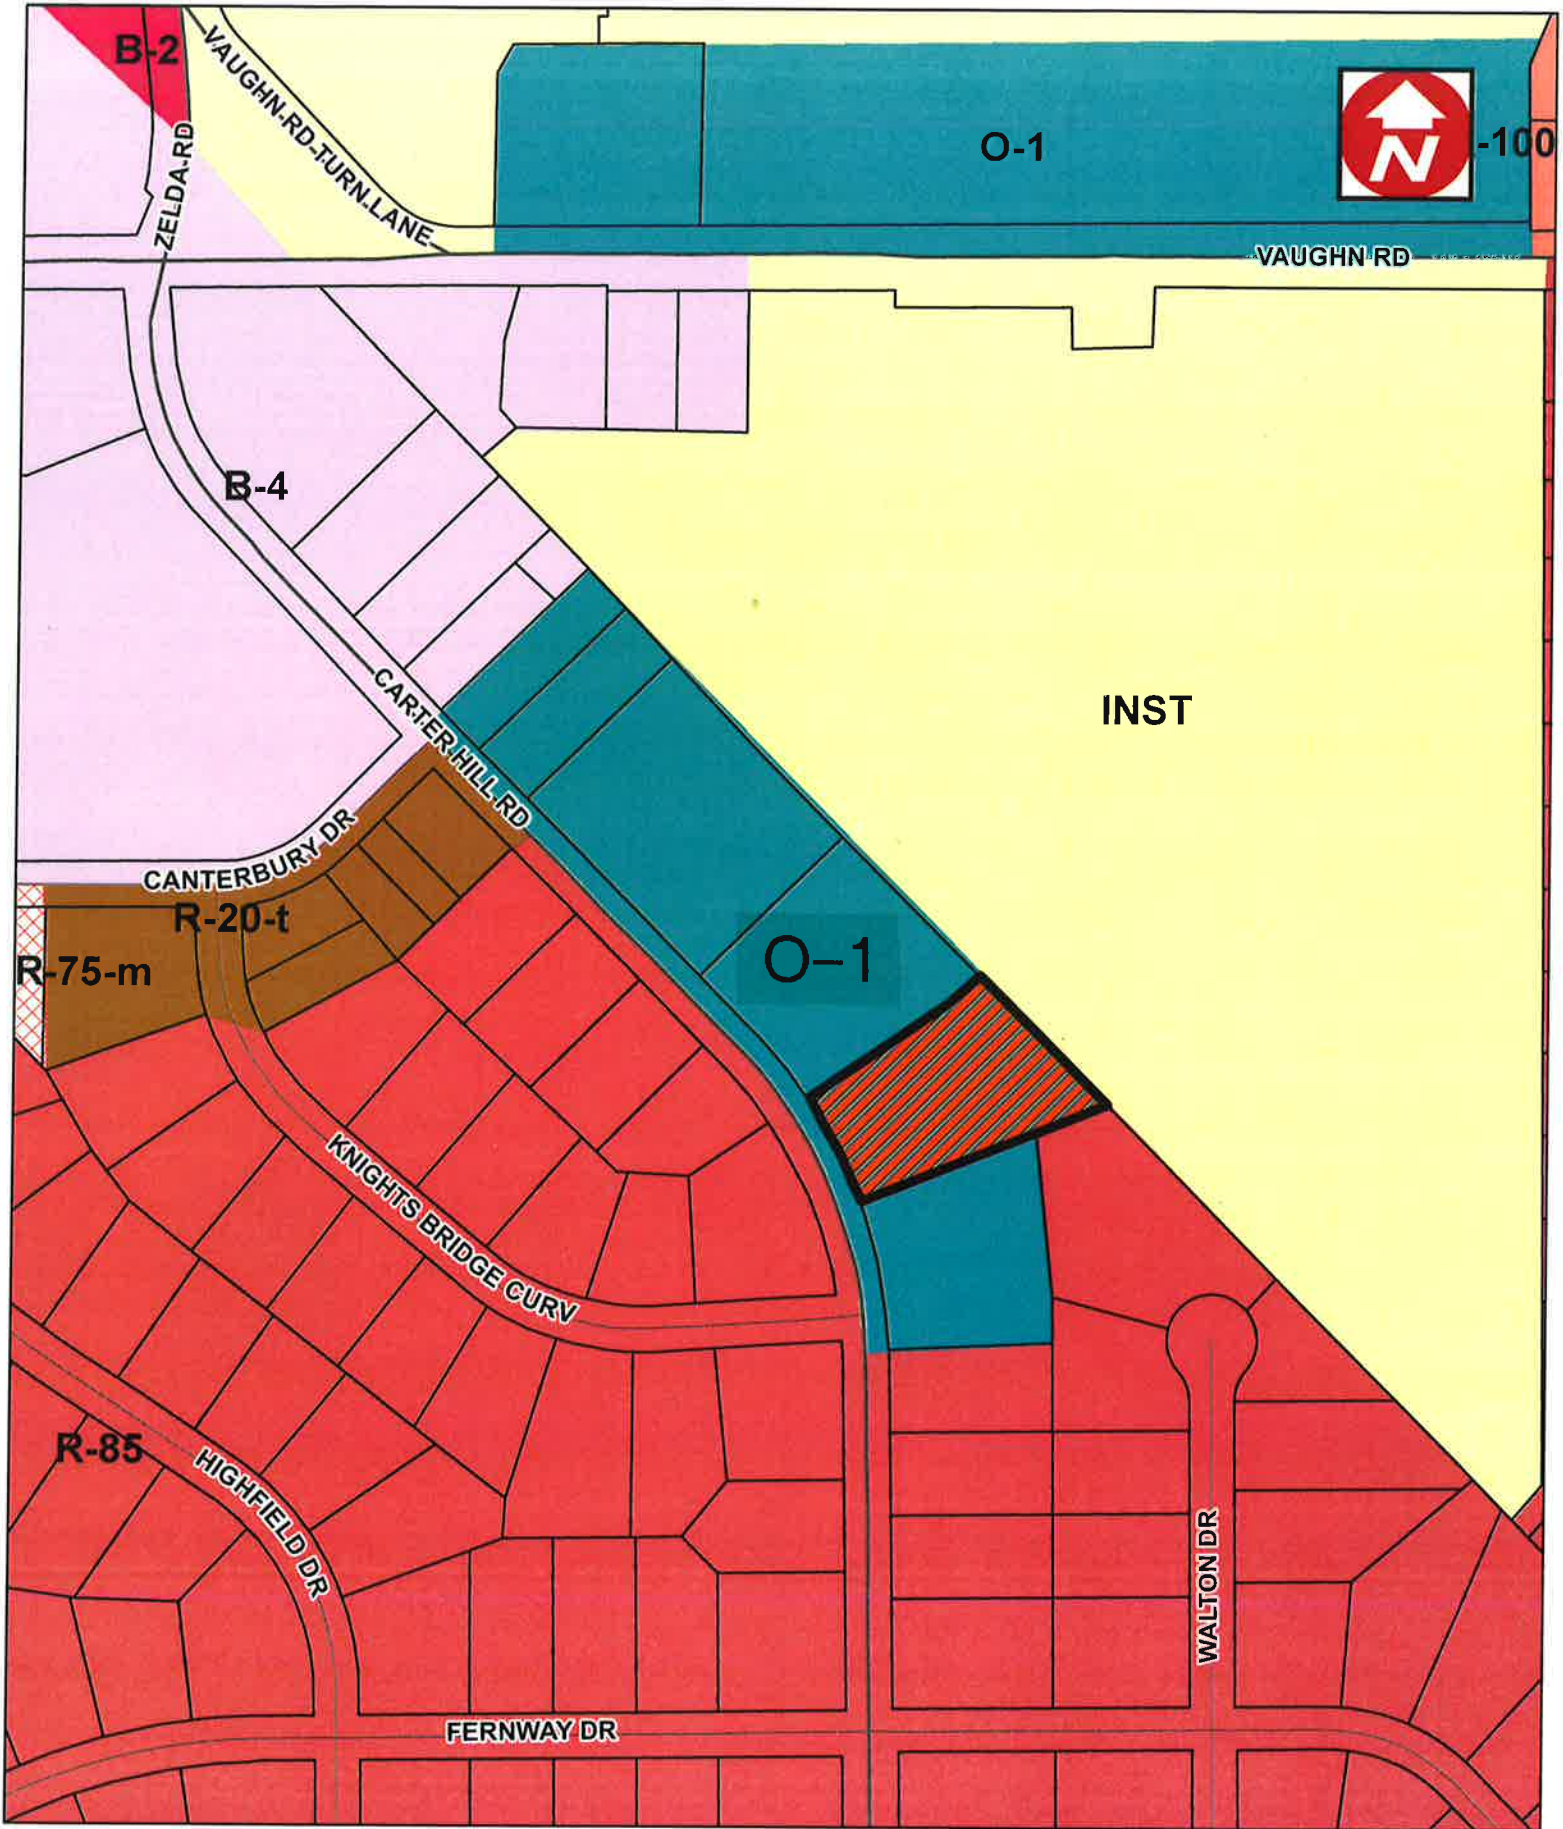 B-2
VAUGHN-RD-TURN-LANE
ZELDA-RD
O-1
N
-100
VAUGHN RD
B-4
CARTER HILL RD
INST
CANTERBURY DR
R-20-t
R-75-m
O-1
KNIGHTS BRIDGE CURV
R-85
HIGHFIELD DR
WALTON DR
FERNWAY DR